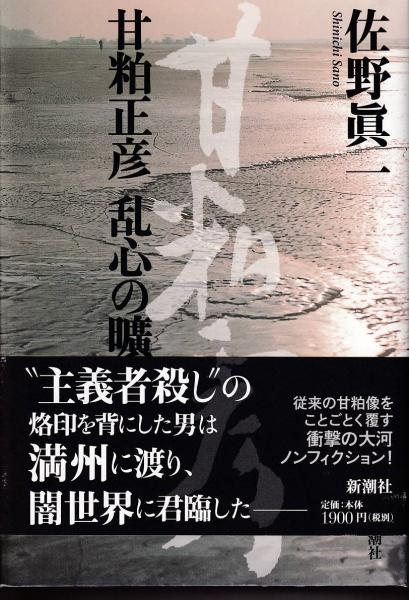 佐野眞一
Shinichi Sano
甘粕正彦 乱心の曠
甘粕
“主義者殺し”の
烙印を背にした男は
満州に渡り、
闇世界に君臨した――
従来の甘粕像を
ことごとく覆す
衝撃の大河
ノンフィクション!
新潮社
定価:本体
1900円(税別)
潮社